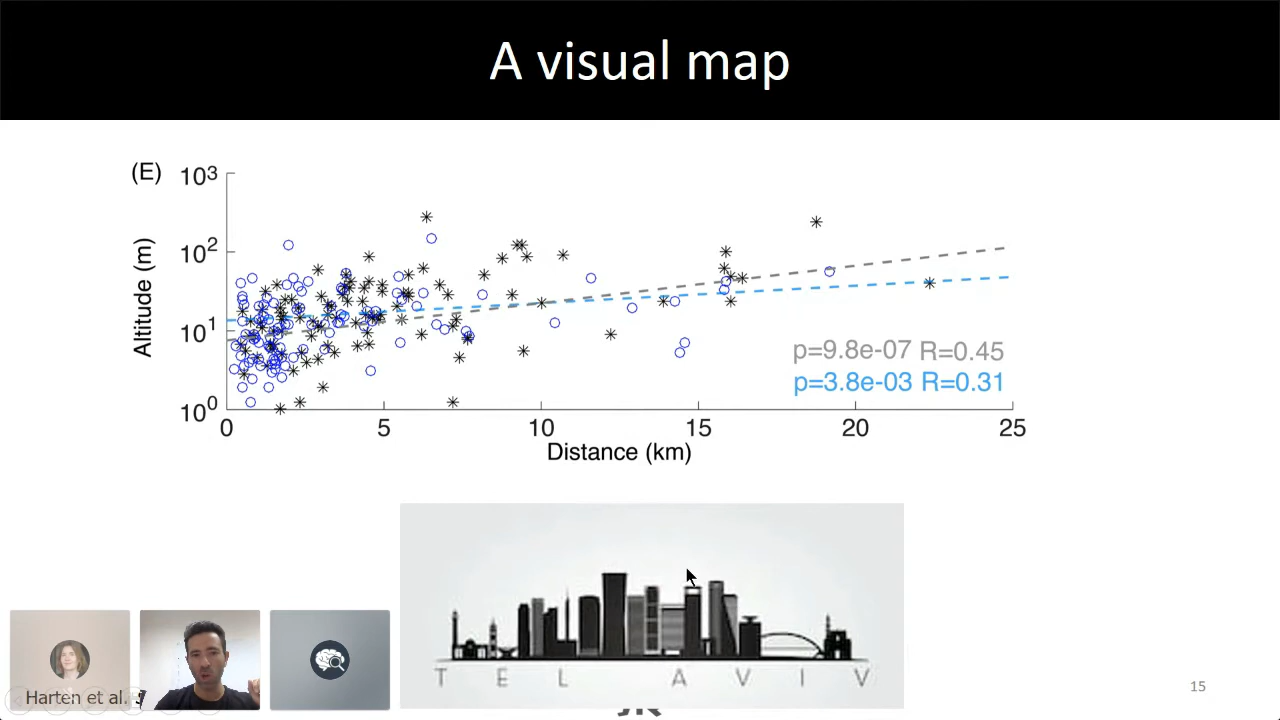 A visual map
(E)
10³
10²
10¹
10⁰
Altitude (m)
p=9.8e-07 R=0.45
p=3.8e-03 R=0.31
0 5 10 15 20 25
Distance (km)
TEL AVIV
Harten et al.
15